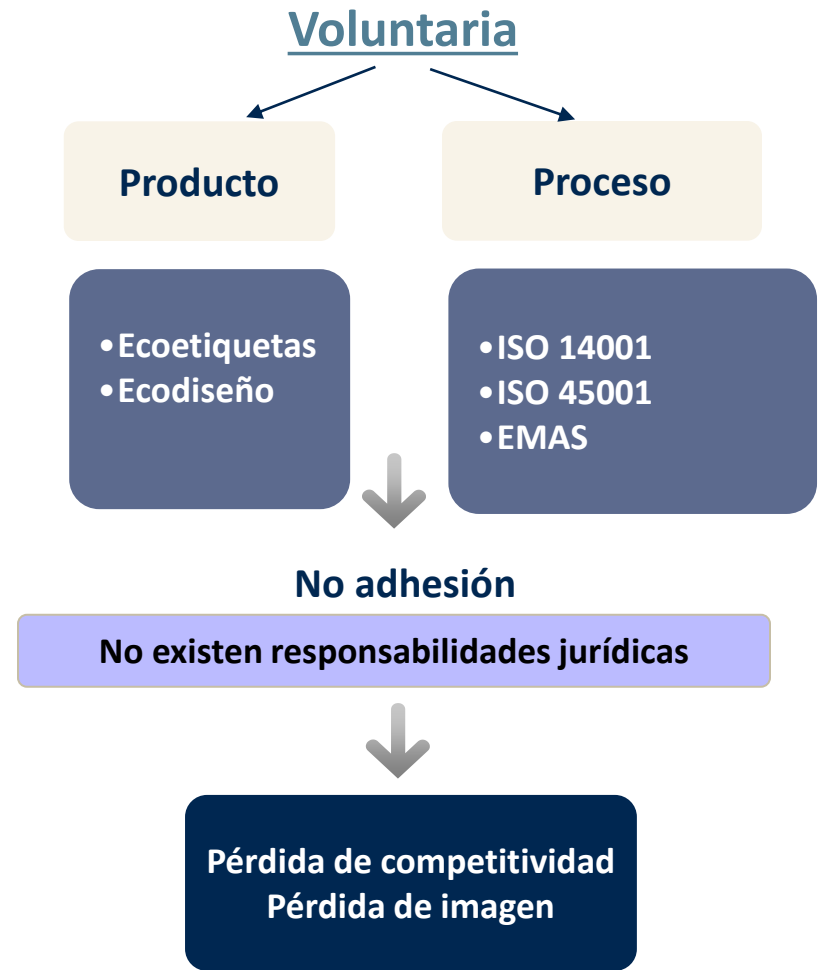 Voluntaria
Producto
Proceso
•Ecoetiquetas
•Ecodiseño
•ISO 14001
•ISO 45001
•EMAS
No adhesión
No existen responsabilidades jurídicas
Pérdida de competitividad
Pérdida de imagen